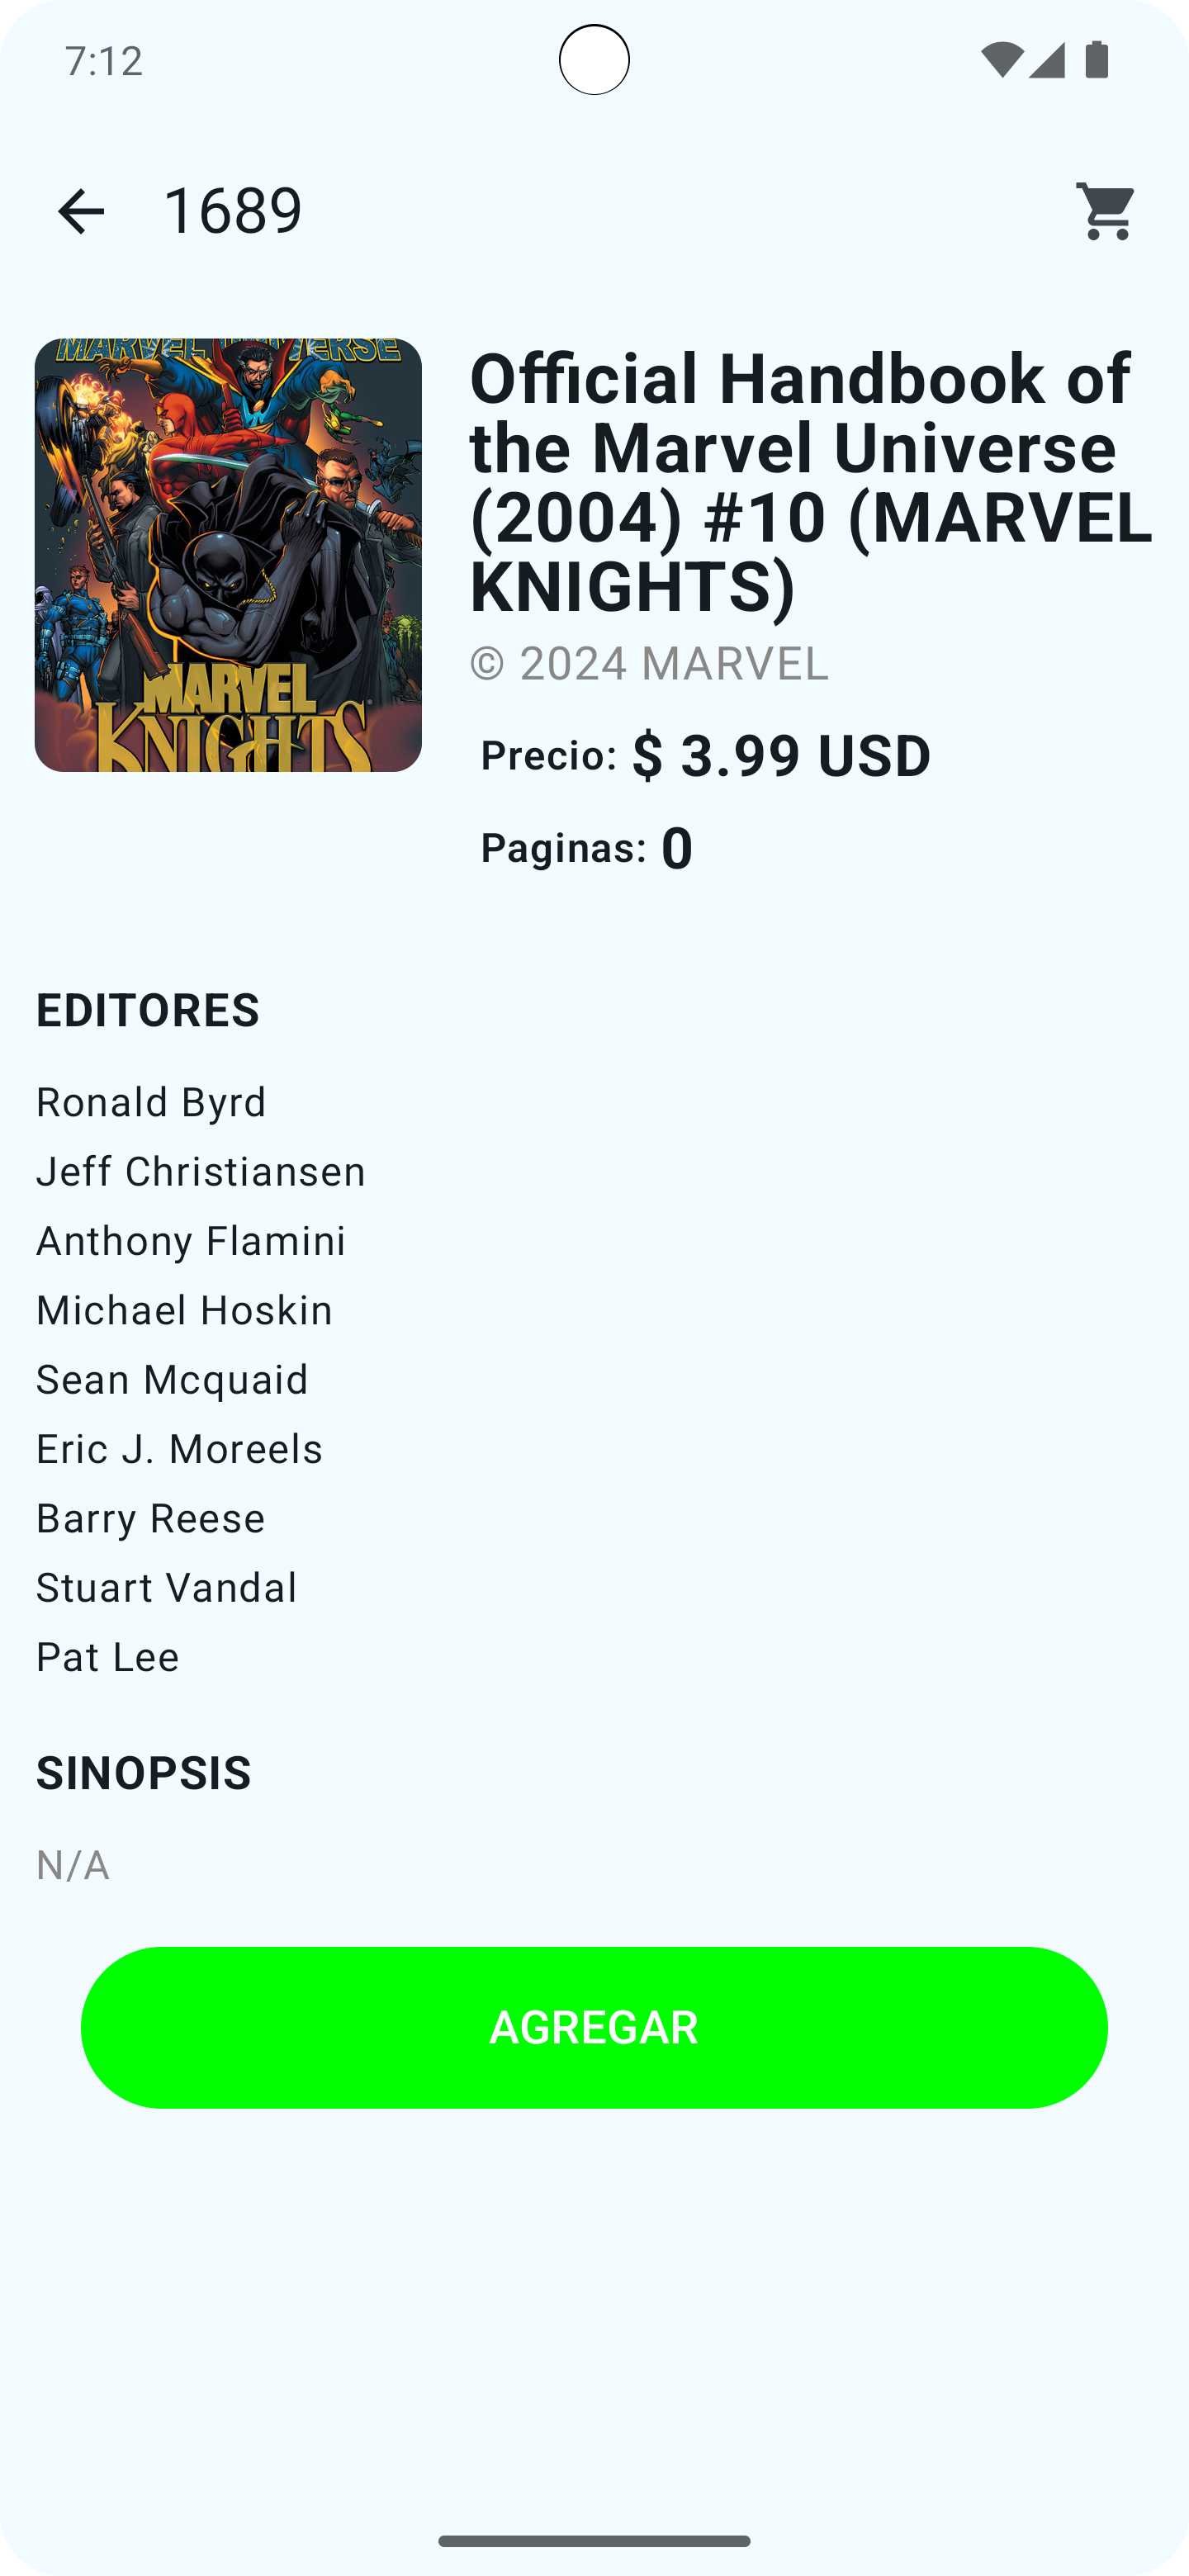 7:12
1689
MARVEL UNIVERSE
MARVEL
KNIGHTS
Official Handbook of
the Marvel Universe
(2004) #10 (MARVEL
KNIGHTS)
© 2024 MARVEL
Precio: $ 3.99 USD
Paginas: 0
EDITORES
Ronald Byrd
Jeff Christiansen
Anthony Flamini
Michael Hoskin
Sean Mcquaid
Eric J. Moreels
Barry Reese
Stuart Vandal
Pat Lee
SINOPSIS
N/A
AGREGAR